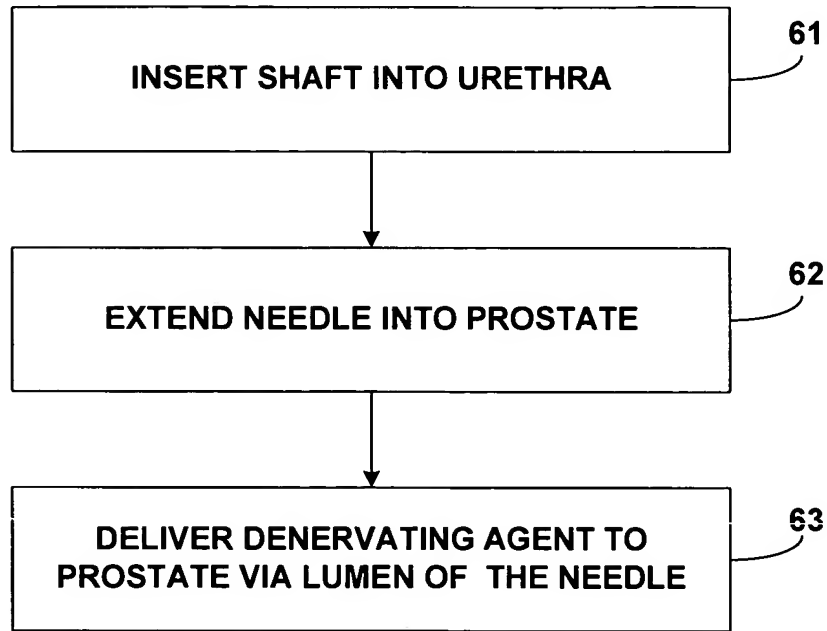 61
INSERT SHAFT INTO URETHRA
62
EXTEND NEEDLE INTO PROSTATE
63
DELIVER DENERVATING AGENT TO
PROSTATE VIA LUMEN OF THE NEEDLE